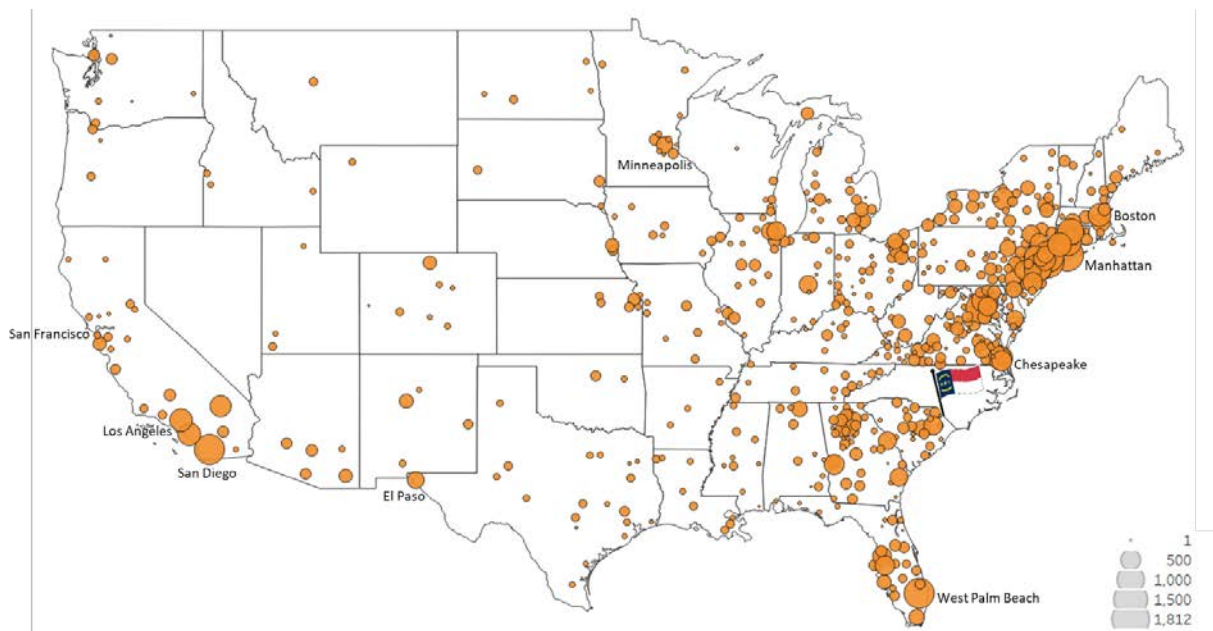 Minneapolis
Boston
Manhattan
San Francisco
Chesapeake
Los Angeles
San Diego
El Paso
West Palm Beach
1
500
1,000
1,500
1,812